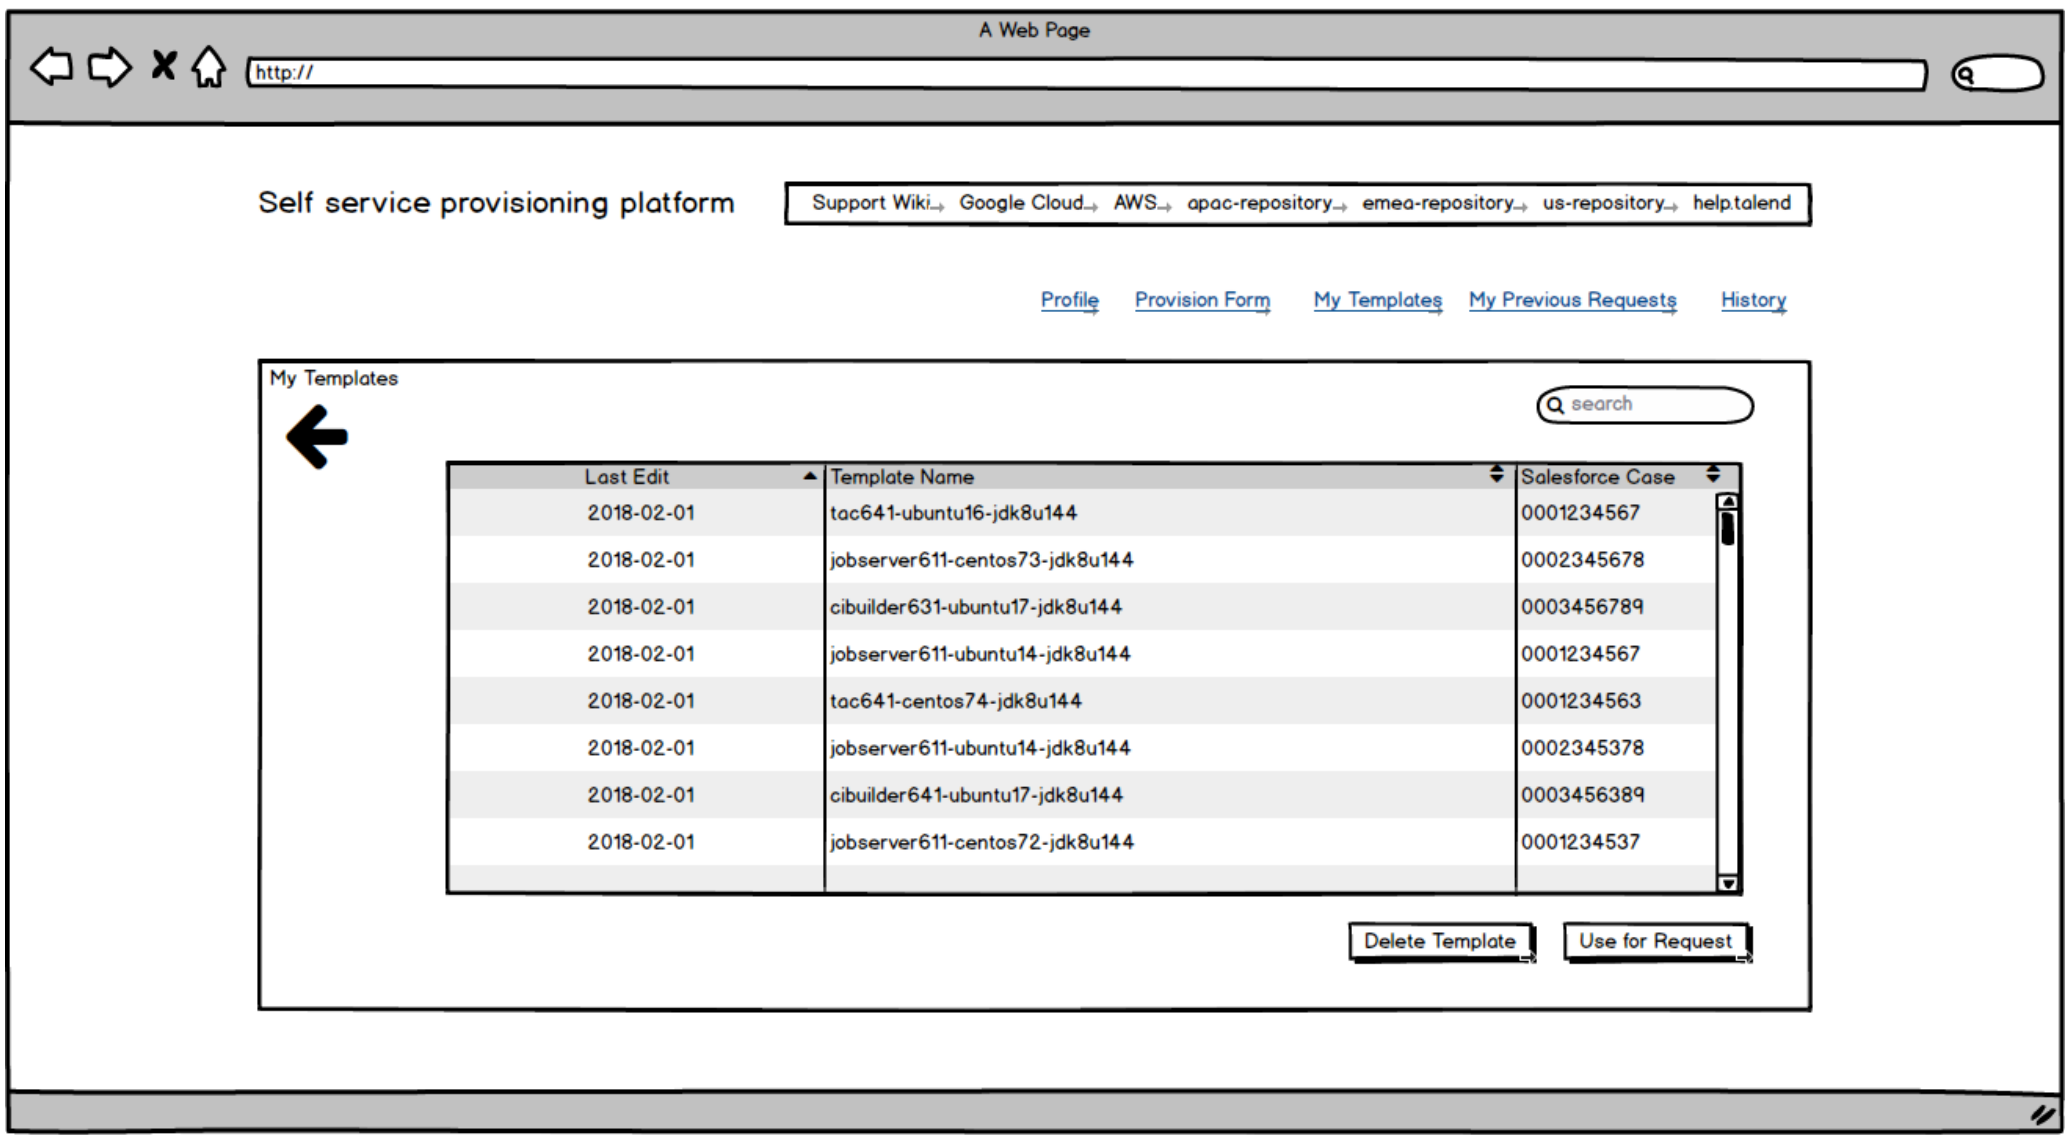 A Web Page
http://
Self service provisioning platform
Support Wiki Google Cloud AWS apac-repository emea-repository us-repository help.talend
Profile Provision Form My Templates My Previous Requests History
My Templates
search
Last Edit Template Name Salesforce Case
2018-02-01 tac641-ubuntu16-jdk8u144 0001234567
2018-02-01 jobserver611-centos73-jdk8u144 0002345678
2018-02-01 cibuilder631-ubuntu17-jdk8u144 0003456789
2018-02-01 jobserver611-ubuntu14-jdk8u144 0001234567
2018-02-01 tac641-centos74-jdk8u144 0001234563
2018-02-01 jobserver611-ubuntu14-jdk8u144 0002345378
2018-02-01 cibuilder641-ubuntu17-jdk8u144 0003456389
2018-02-01 jobserver611-centos72-jdk8u144 0001234537
Delete Template Use for Request